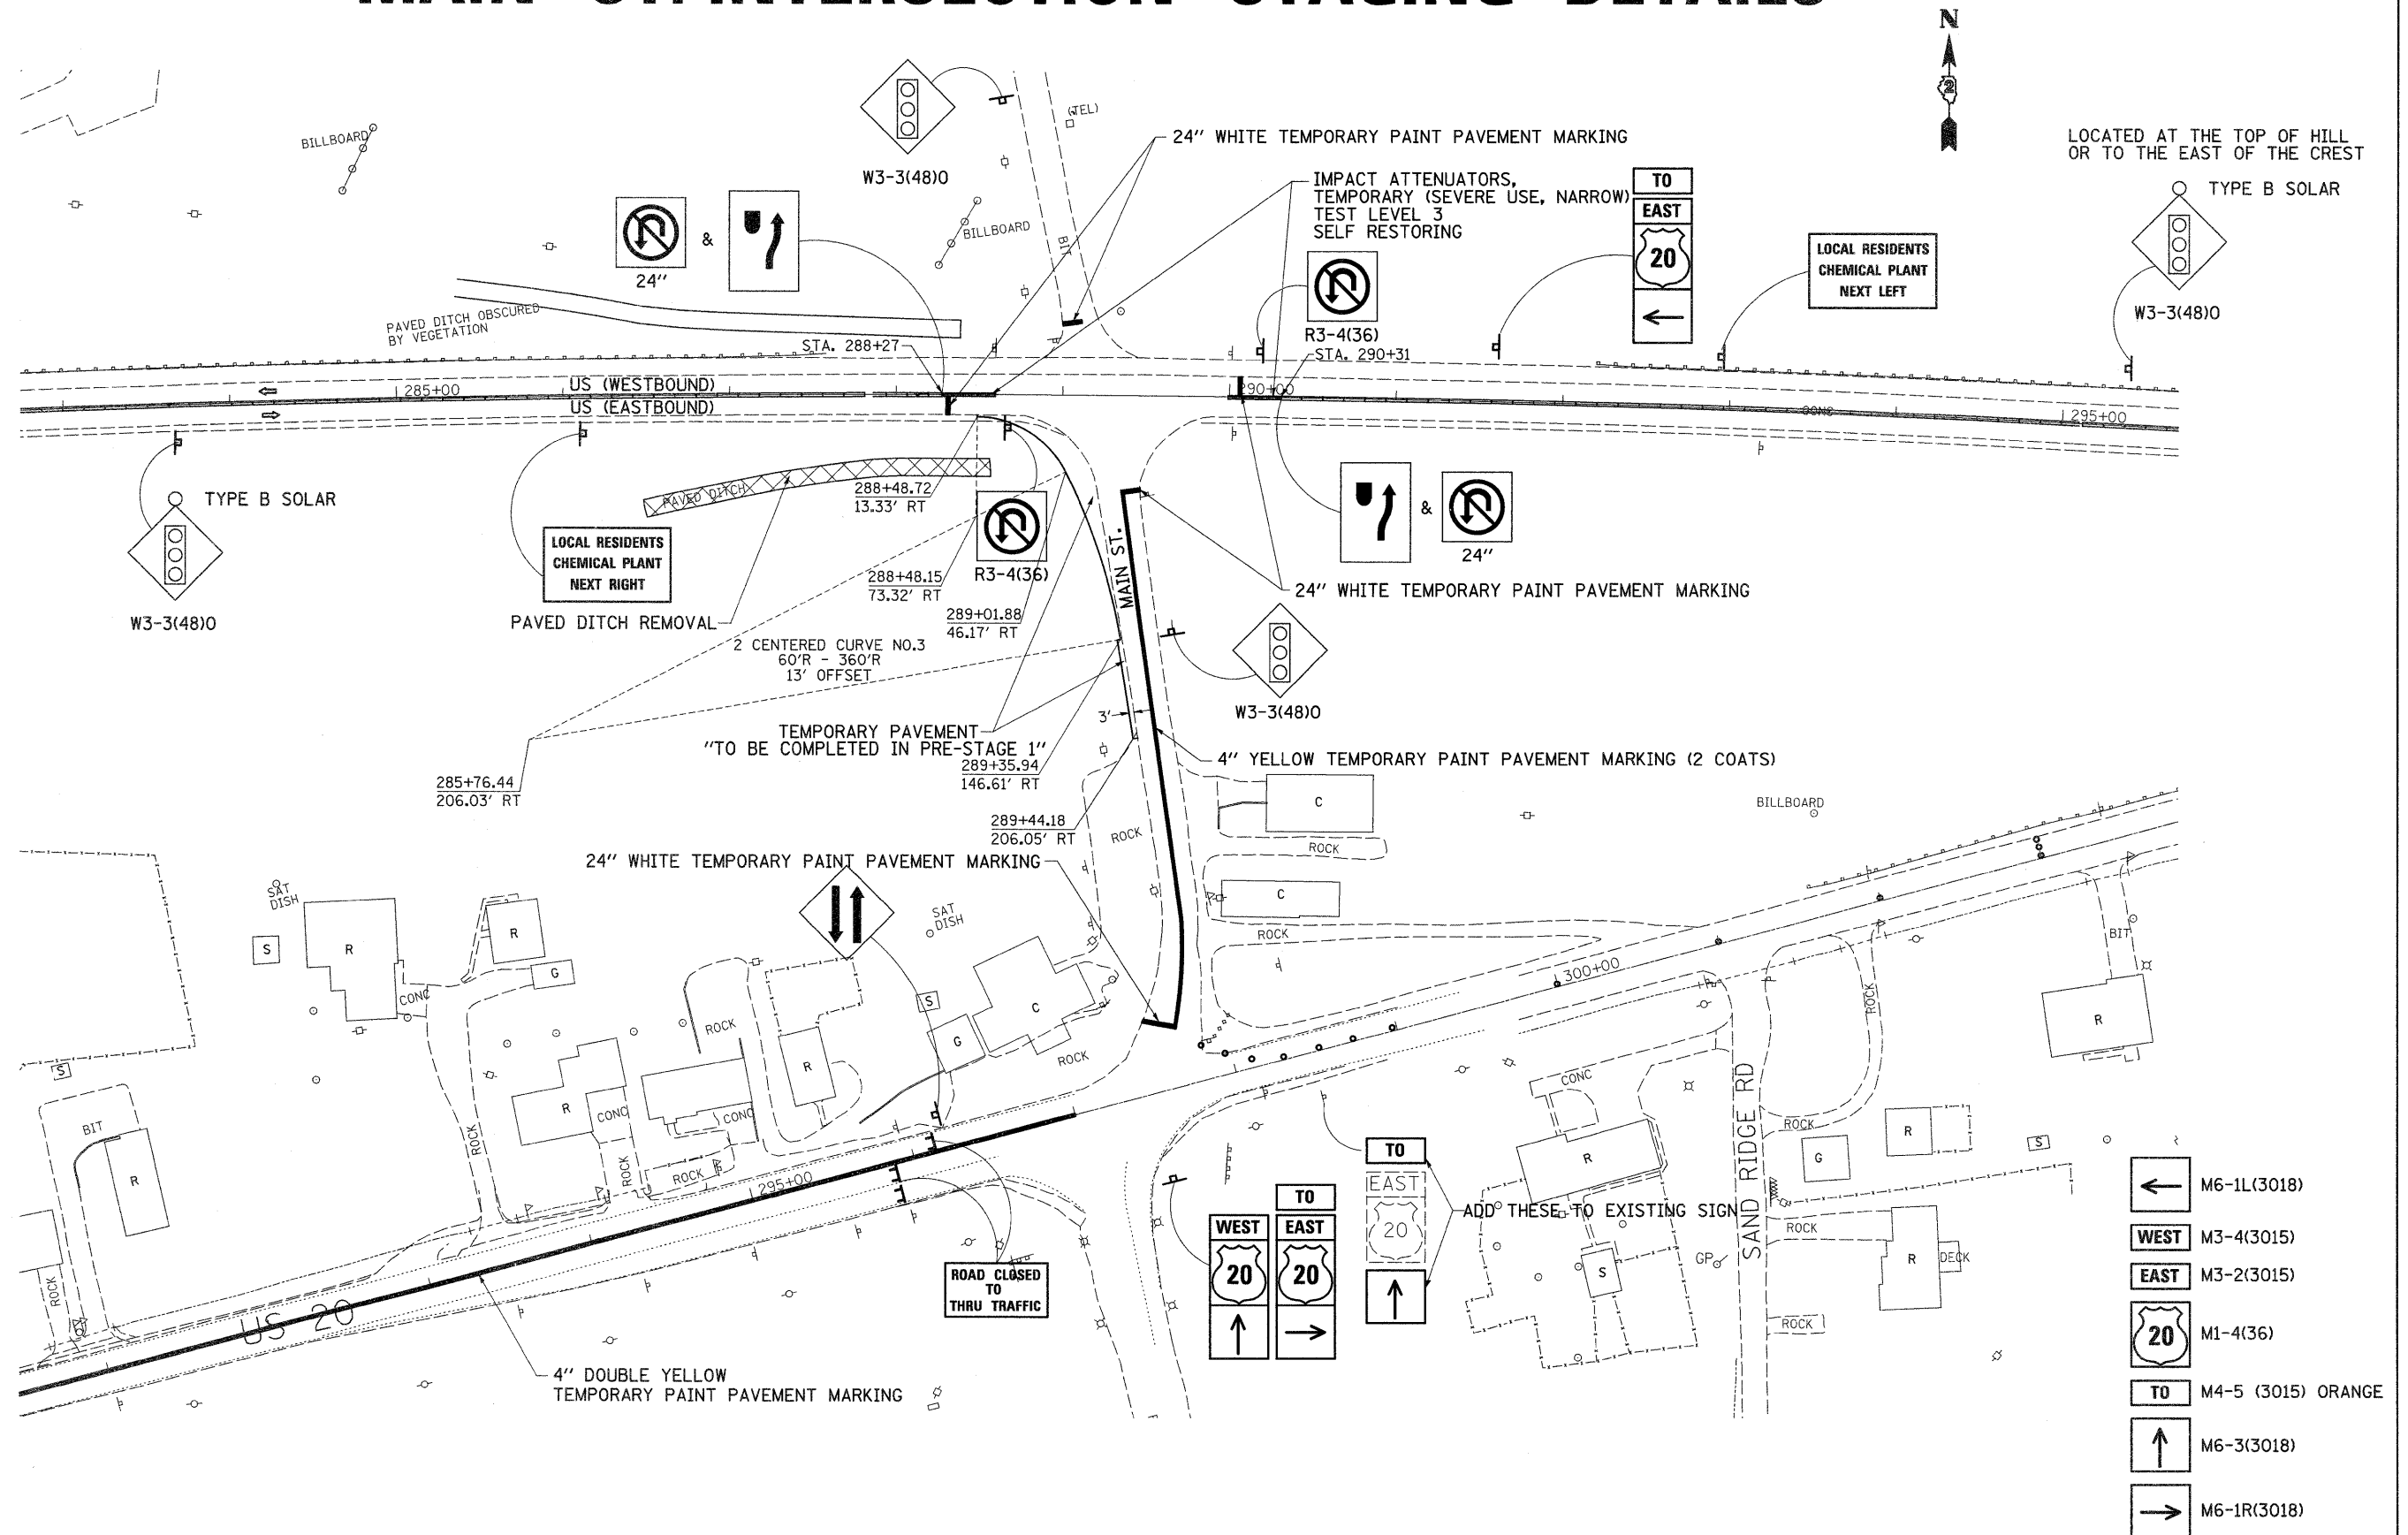 MAIN ST. INTERSECTION STAGING DETAILS
N
2
LOCATED AT THE TOP OF HILL
OR TO THE EAST OF THE CREST
TYPE B SOLAR
W3-3(48)O
BILLBOARD
W3-3(48)O
(TEL)
24" WHITE TEMPORARY PAINT PAVEMENT MARKING
IMPACT ATTENUATORS,
TEMPORARY (SEVERE USE, NARROW)
TEST LEVEL 3
SELF RESTORING
TO
EAST
20
LOCAL RESIDENTS
CHEMICAL PLANT
NEXT LEFT
&
24"
BILLBOARD
BIT
R3-4(36)
STA. 290+31
PAVED DITCH OBSCURED
BY VEGETATION
STA. 288+27
US (WESTBOUND)
285+00
US (EASTBOUND)
290+00
CONC
295+00
TYPE B SOLAR
W3-3(48)O
LOCAL RESIDENTS
CHEMICAL PLANT
NEXT RIGHT
PAVED DITCH
PAVED DITCH REMOVAL
288+48.72
13.33' RT
R3-4(36)
288+48.15
73.32' RT
289+01.88
46.17' RT
MAIN ST.
&
24"
24" WHITE TEMPORARY PAINT PAVEMENT MARKING
W3-3(48)O
2 CENTERED CURVE NO.3
60'R - 360'R
13' OFFSET
3'
TEMPORARY PAVEMENT
"TO BE COMPLETED IN PRE-STAGE 1"
289+35.94
146.61' RT
285+76.44
206.03' RT
4" YELLOW TEMPORARY PAINT PAVEMENT MARKING (2 COATS)
289+44.18
206.05' RT
ROCK
C
ROCK
BILLBOARD
24" WHITE TEMPORARY PAINT PAVEMENT MARKING
C
ROCK
SAT
DISH
SAT
DISH
S
R
R
G
CONC
S
C
G
ROCK
ROCK
R
300+00
BIT
ROCK
R
S
BIT
R
ROCK
R
CONC
CONC
ROCK
ROCK
295+00
ROCK
US 20
ROAD CLOSED
TO
THRU TRAFFIC
4" DOUBLE YELLOW
TEMPORARY PAINT PAVEMENT MARKING
WEST
20
TO
EAST
20
TO
EAST
20
ADD THESE TO EXISTING SIGN
CONC
R
S
SAND RIDGE RD
GP
ROCK
G
R
S
ROCK
R
DECK
ROCK
M6-1L(3018)
WEST M3-4(3015)
EAST M3-2(3015)
20 M1-4(36)
TO M4-5 (3015) ORANGE
M6-3(3018)
M6-1R(3018)